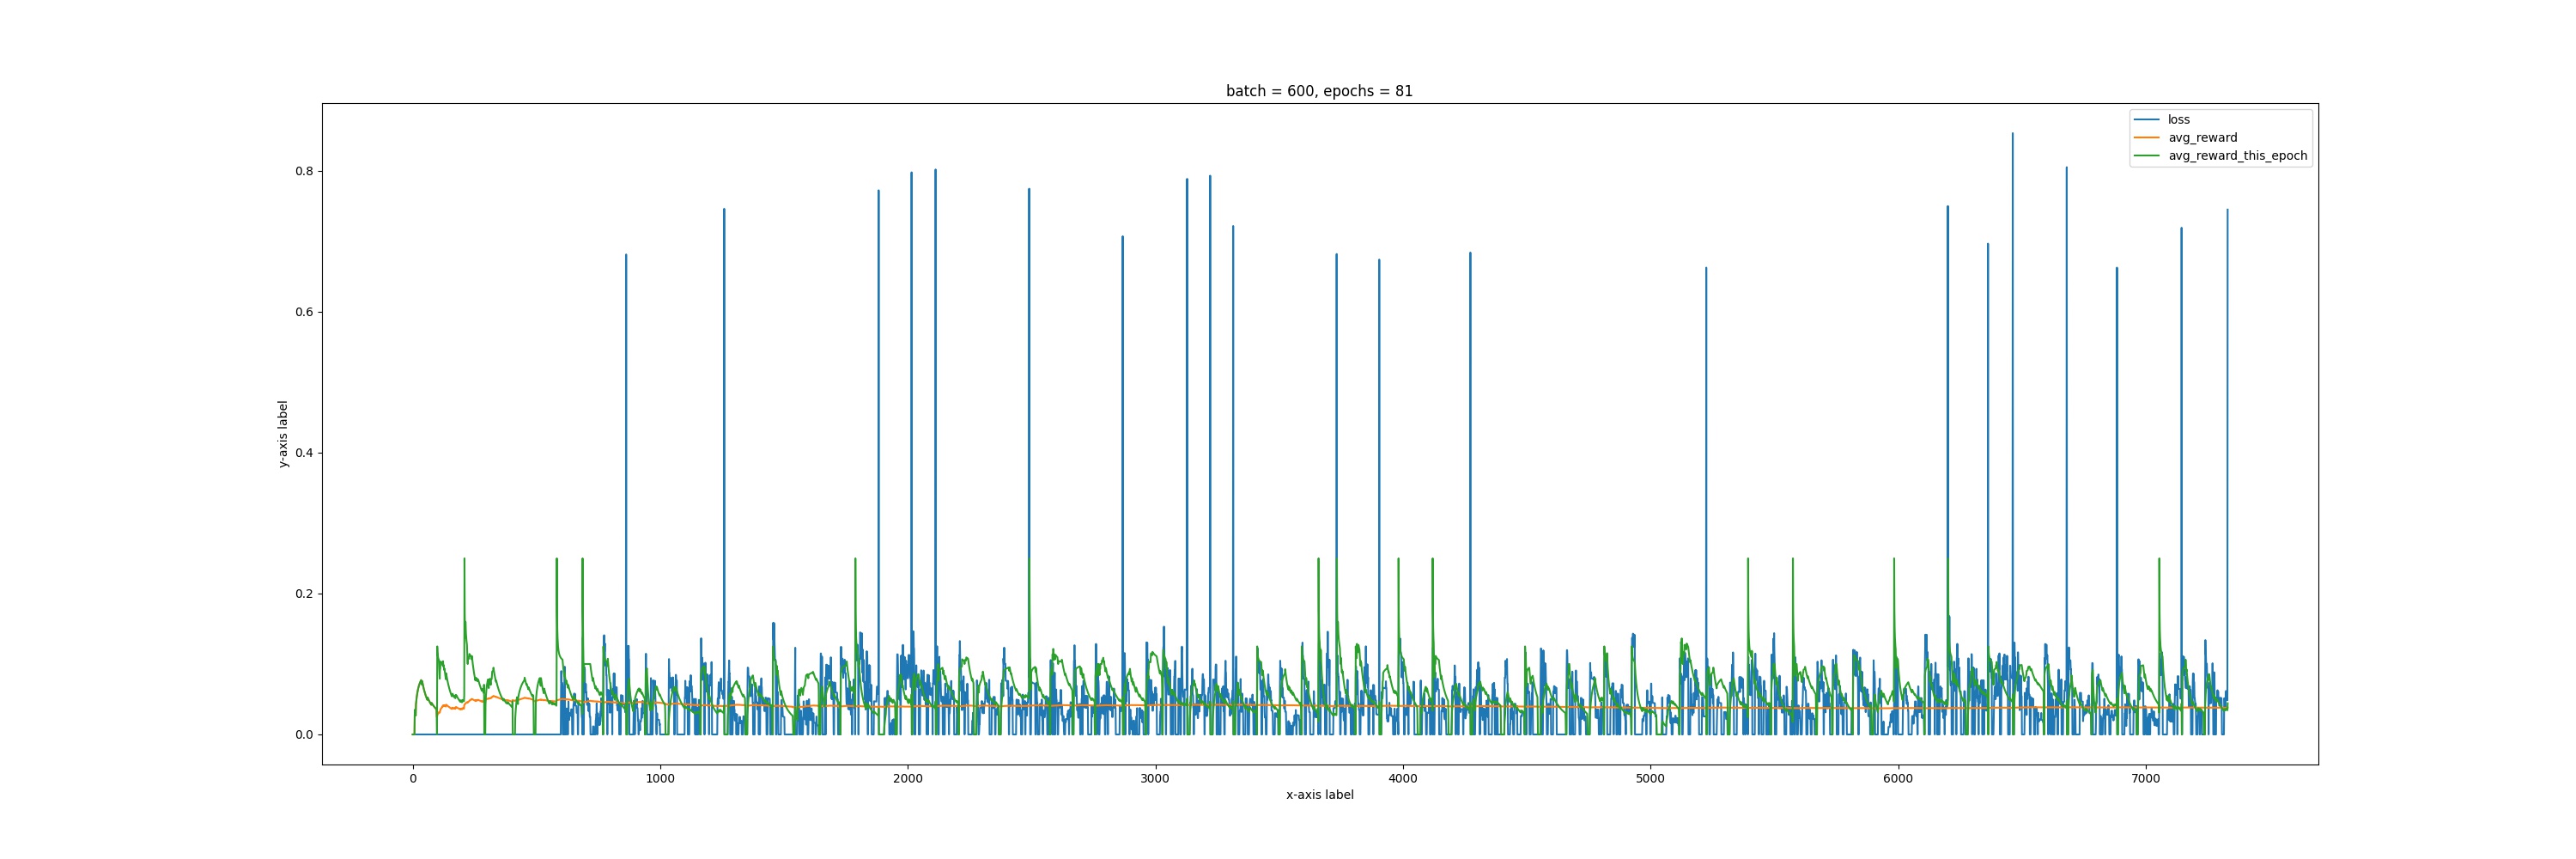 batch = 600, epochs = 81
loss
avg_reward
avg_reward_this_epoch
0.8
0.6
0.4
0.2
0.0
y-axis label
0 1000 2000 3000 4000 5000 6000 7000
x-axis label